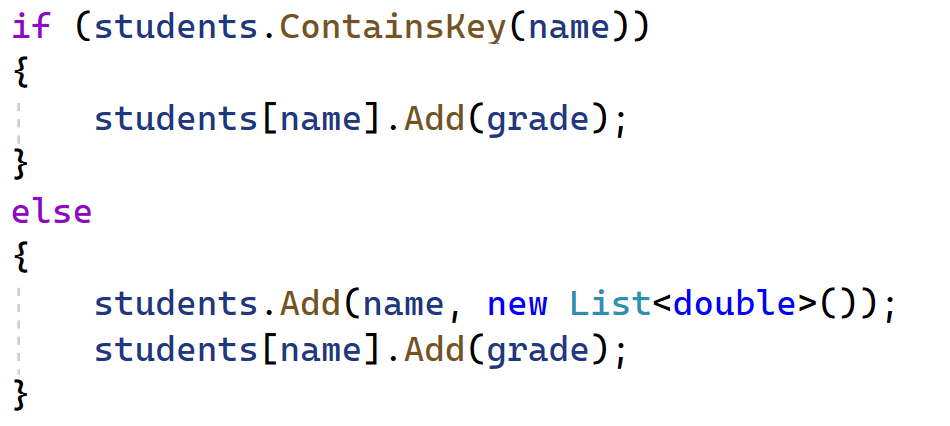 if (students.ContainsKey(name))
{
    students[name].Add(grade);
}
else
{
    students.Add(name, new List<double>());
    students[name].Add(grade);
}